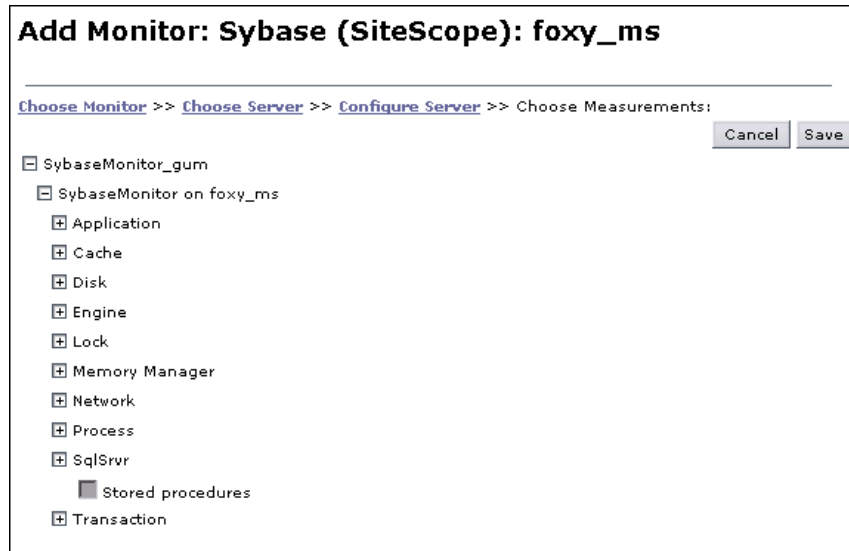 Add Monitor: Sybase (SiteScope): foxy_ms
Choose Monitor >> Choose Server >> Configure Server >> Choose Measurements:
Cancel Save
SybaseMonitor_gum
SybaseMonitor on foxy_ms
Application
Cache
Disk
Engine
Lock
Memory Manager
Network
Process
SqlSrvr
Stored procedures
Transaction